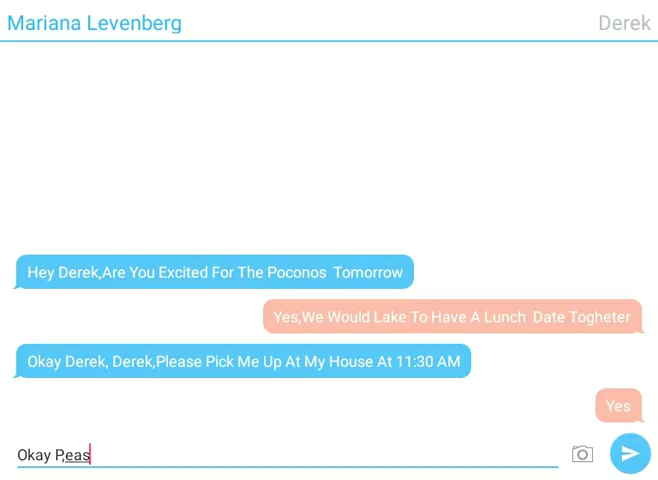 Mariana Levenberg
Derek
Hey Derek,Are You Excited For The Poconos Tomorrow
Yes,We Would Lake To Have A Lunch Date Togheter
Okay Derek, Derek,Please Pick Me Up At My House At 11:30 AM
Yes
Okay P,eas